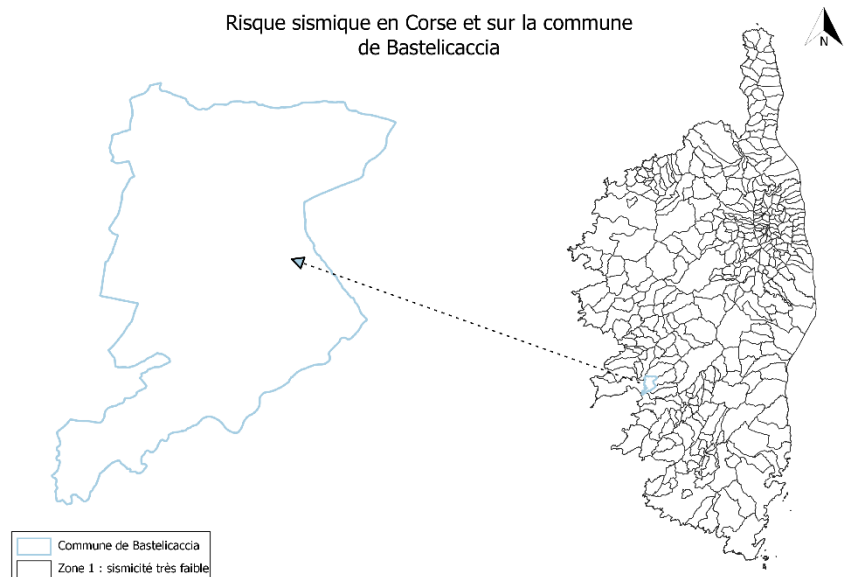 Risque sismique en Corse et sur la commune
de Bastelicaccia
N
Commune de Bastelicaccia
Zone 1 : sismicité très faible